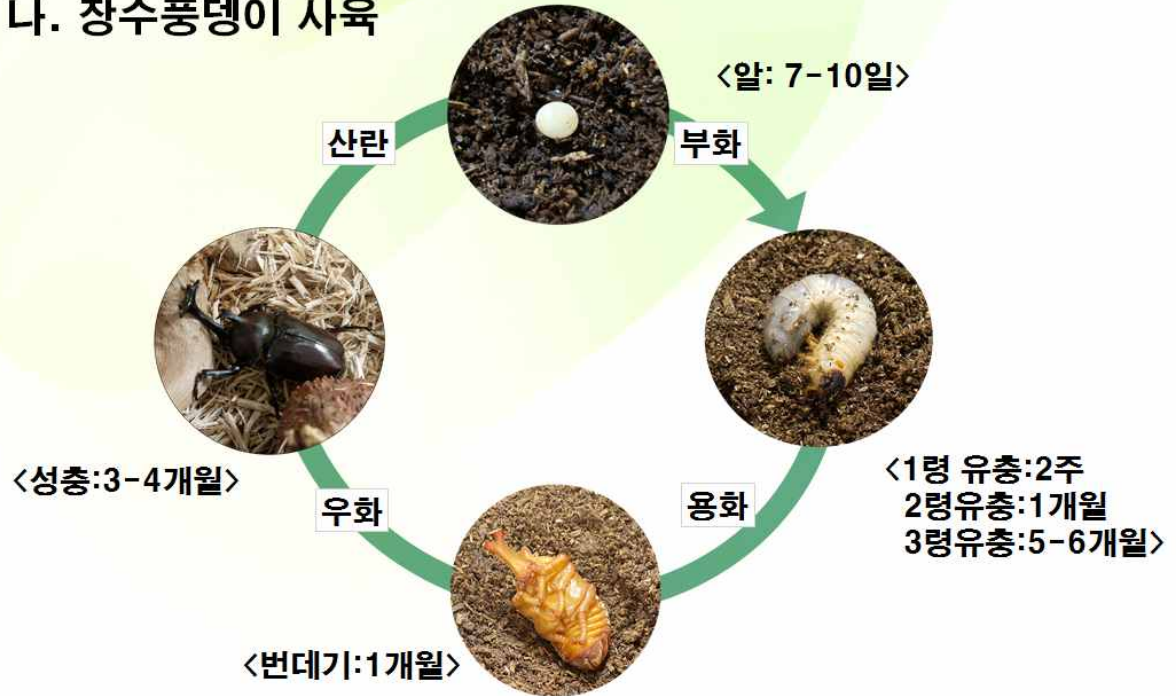 나. 장수풍뎅이 사육
<알: 7-10일>
산란
부화
<성충:3-4개월>
<1령 유충:2주
2령유충:1개월
3령유충:5-6개월>
우화
용화
<번데기:1개월>